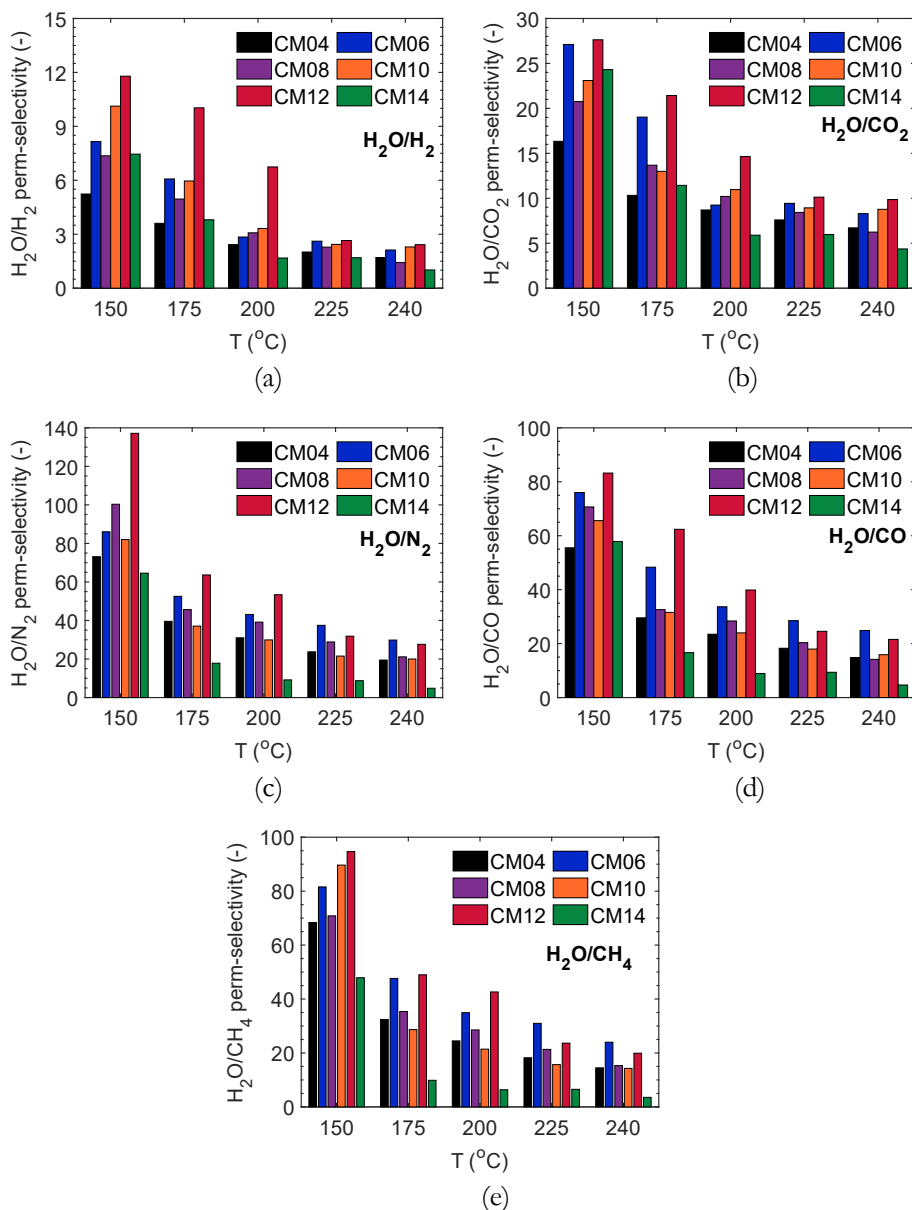 15
12
9
6
3
0
H2O/H2 perm-selectivity (-)
CM04 CM06
CM08 CM10
CM12 CM14
H2O/H2
150 175 200 225 240
T (oC)
(a)
30
25
20
15
10
5
0
H2O/CO2 perm-selectivity (-)
CM04 CM06
CM08 CM10
CM12 CM14
H2O/CO2
150 175 200 225 240
T (oC)
(b)
140
120
100
80
60
40
20
0
H2O/N2 perm-selectivity (-)
CM04 CM06
CM08 CM10
CM12 CM14
H2O/N2
150 175 200 225 240
T (oC)
(c)
100
80
60
40
20
0
H2O/CO perm-selectivity (-)
CM04 CM06
CM08 CM10
CM12 CM14
H2O/CO
150 175 200 225 240
T (oC)
(d)
100
80
60
40
20
0
H2O/CH4 perm-selectivity (-)
CM04 CM06
CM08 CM10
CM12 CM14
H2O/CH4
150 175 200 225 240
T (oC)
(e)